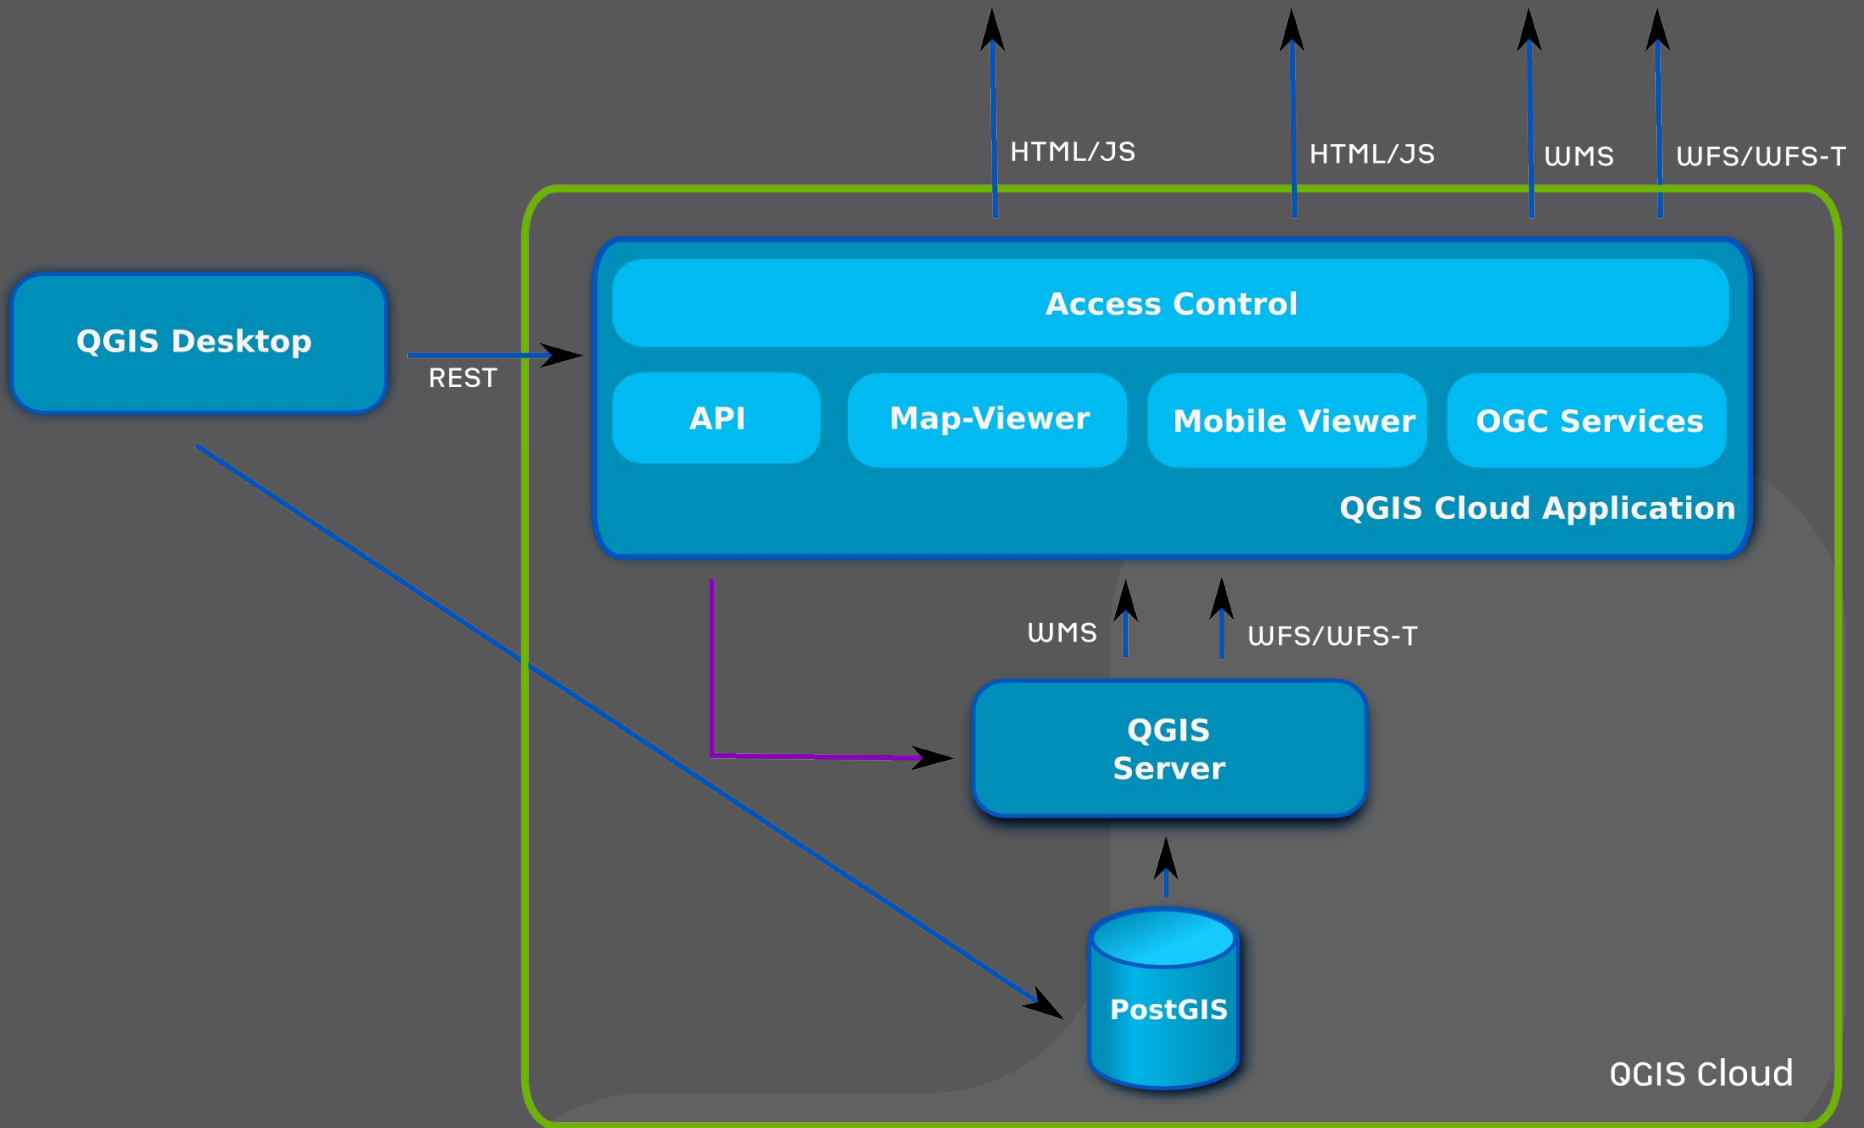 HTML/JS
HTML/JS
WMS
WFS/WFS-T
Access Control
QGIS Desktop
REST
API
Map-Viewer
Mobile Viewer
OGC Services
QGIS Cloud Application
WMS
WFS/WFS-T
QGIS
Server
PostGIS
QGIS Cloud